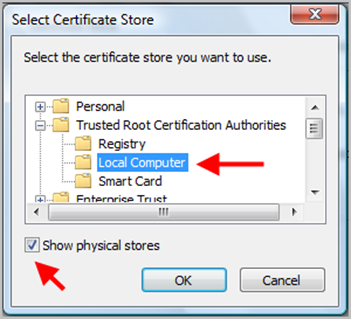 Select Certificate Store
Select the certificate store you want to use.
Personal
Trusted Root Certification Authorities
Registry
Local Computer
Smart Card
Enterprise Trust
Show physical stores
OK
Cancel